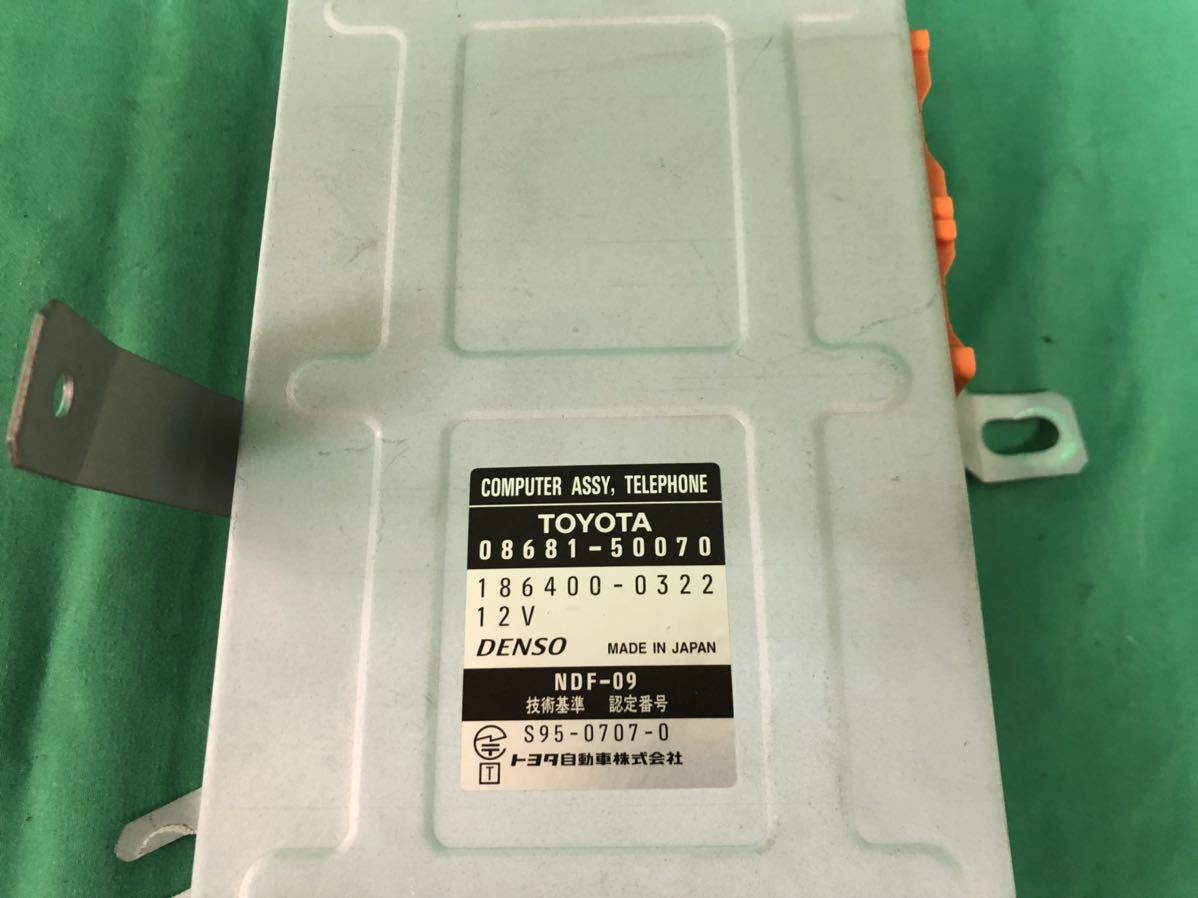 COMPUTER ASSY, TELEPHONE
TOYOTA
08681-50070
186400-0322
12V
DENSO MADE IN JAPAN
NDF-09
技術基準 認定番号
S95-0707-0
T トヨタ自動車株式会社